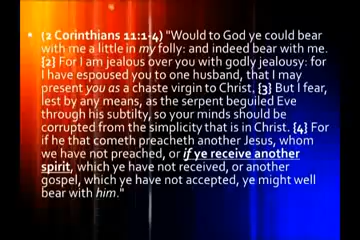 • (2 Corinthians 11:1-4) "Would to God ye could bear
with me a little in my folly: and indeed bear with me.
{2} For I am jealous over you with godly jealousy: for
I have espoused you to one husband, that I may
present you as a chaste virgin to Christ. {3} But I fear,
lest by any means, as the serpent beguiled Eve
through his subtilty, so your minds should be
corrupted from the simplicity that is in Christ. {4} For
if he that cometh preacheth another Jesus, whom
we have not preached, or if ye receive another
spirit, which ye have not received, or another
gospel, which ye have not accepted, ye might well
bear with him."